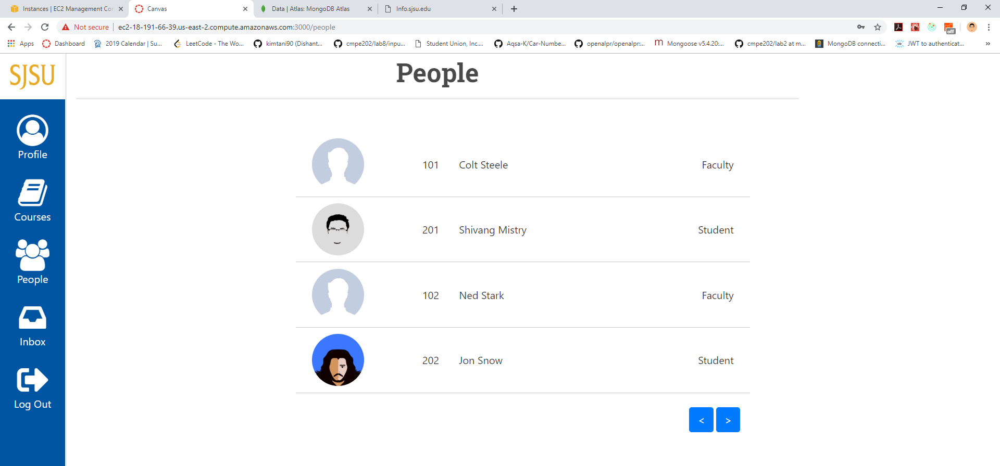 Instances | EC2 Management Con
Canvas
Data | Atlas: MongoDB Atlas
Info.sjsu.edu
Not secure | ec2-18-191-66-39.us-east-2.compute.amazonaws.com:3000/people
off
Apps
Dashboard
2019 Calendar | Su...
LeetCode - The Wo...
kimtani90 (Dishant...
cmpe202/lab8/inpu...
Student Union, Inc....
Aqsa-K/Car-Numbe...
openalpr/openalpr:...
Mongoose v5.4.20:...
cmpe202/lab2 at m...
MongoDB connecti...
JWT to authenticat...
»
SJSU
Profile
Courses
People
Inbox
Log Out
People
101 Colt Steele Faculty
201 Shivang Mistry Student
102 Ned Stark Faculty
202 Jon Snow Student
< >